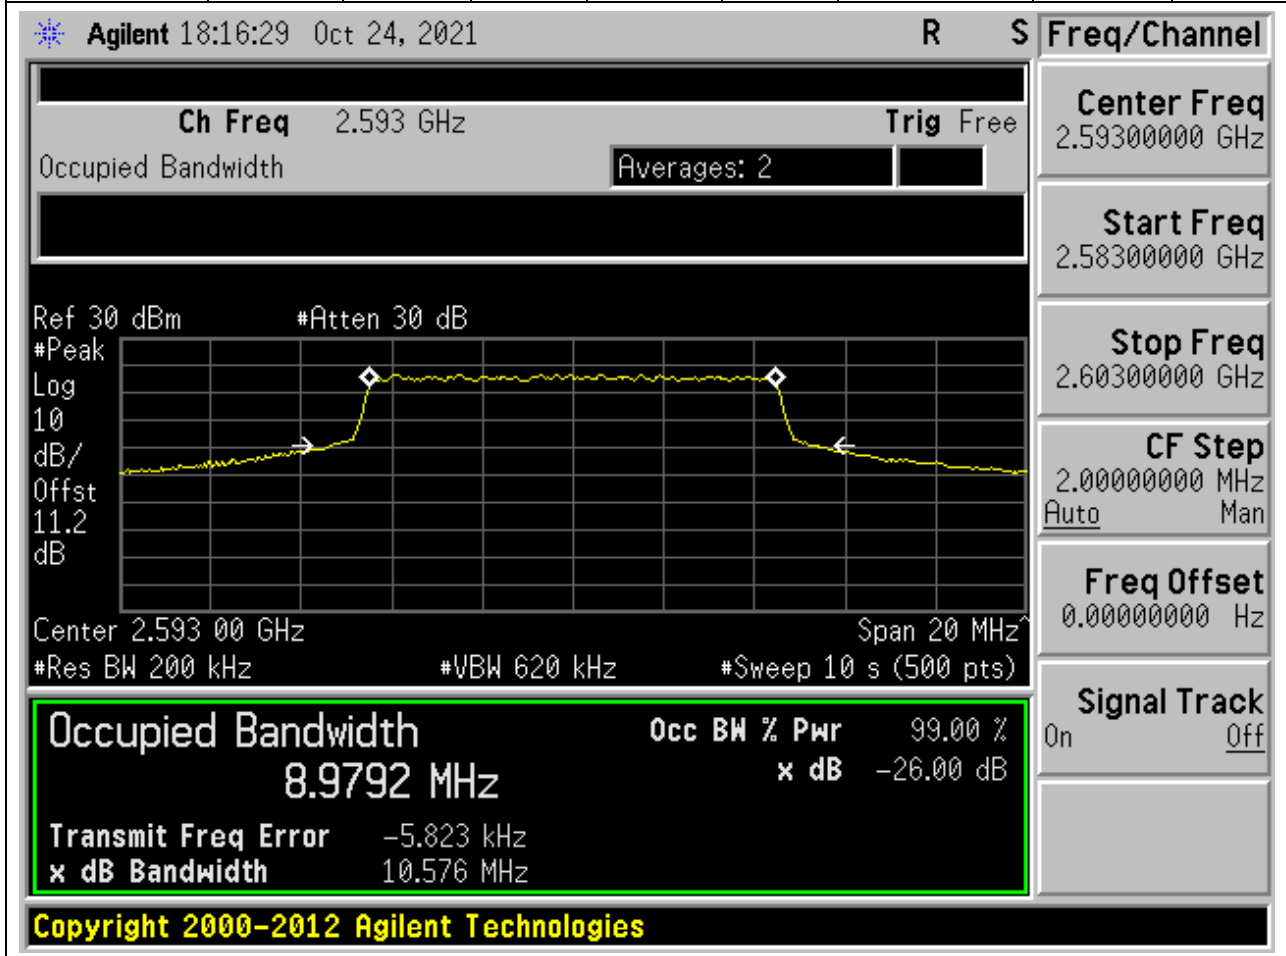 Agilent 18:16:29 Oct 24, 2021 R S
Freq/Channel
Ch Freq 2.593 GHz Trig Free
Occupied Bandwidth Averages: 2
Center Freq
2.59300000 GHz
Start Freq
2.58300000 GHz
Stop Freq
2.60300000 GHz
CF Step
2.00000000 MHz
Auto Man
Freq Offset
0.00000000 Hz
Signal Track
On Off
Ref 30 dBm #Atten 30 dB
#Peak
Log
10
dB/
Offst
11.2
dB
Center 2.593 00 GHz Span 20 MHz^
#Res BW 200 kHz #VBW 620 kHz #Sweep 10 s (500 pts)
Occupied Bandwidth Occ BW % Pwr 99.00 %
8.9792 MHz x dB -26.00 dB
Transmit Freq Error -5.823 kHz
x dB Bandwidth 10.576 MHz
Copyright 2000-2012 Agilent Technologies